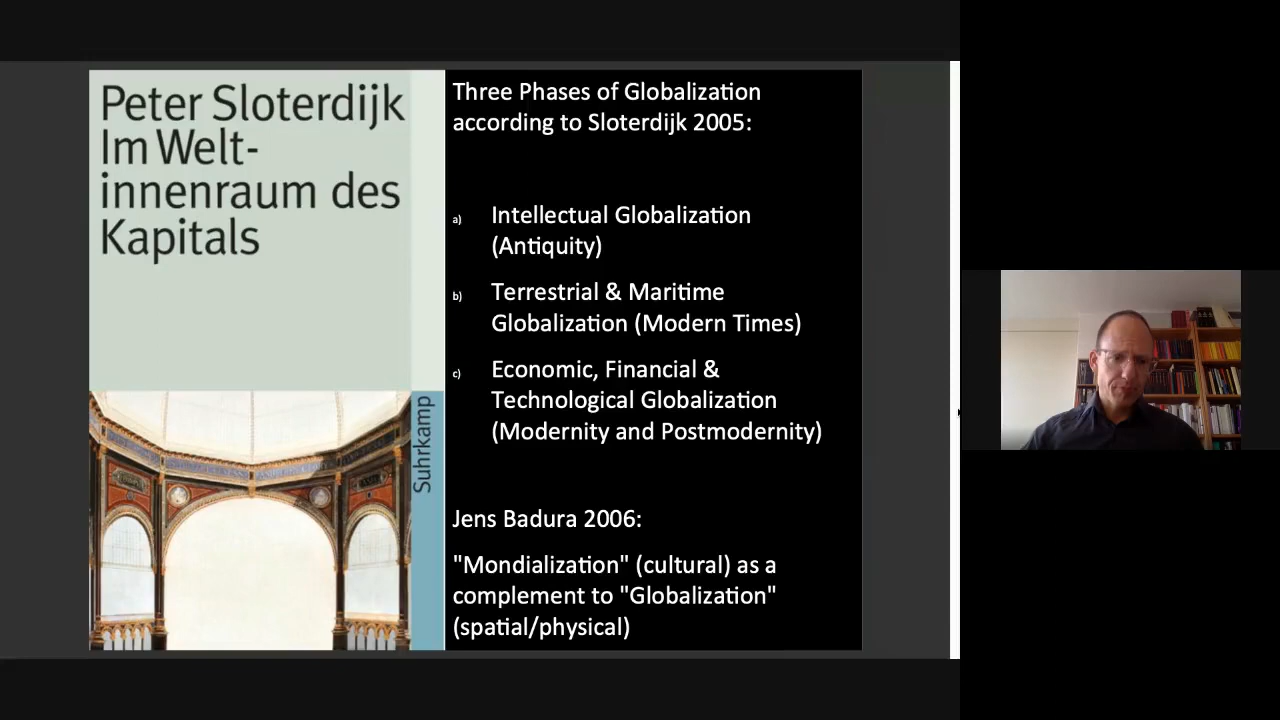 Peter Sloterdijk
Im Welt-
innenraum des
Kapitals
Suhrkamp
Three Phases of Globalization
according to Sloterdijk 2005:
a) Intellectual Globalization
(Antiquity)
b) Terrestrial & Maritime
Globalization (Modern Times)
c) Economic, Financial &
Technological Globalization
(Modernity and Postmodernity)
Jens Badura 2006:
"Mondialization" (cultural) as a
complement to "Globalization"
(spatial/physical)